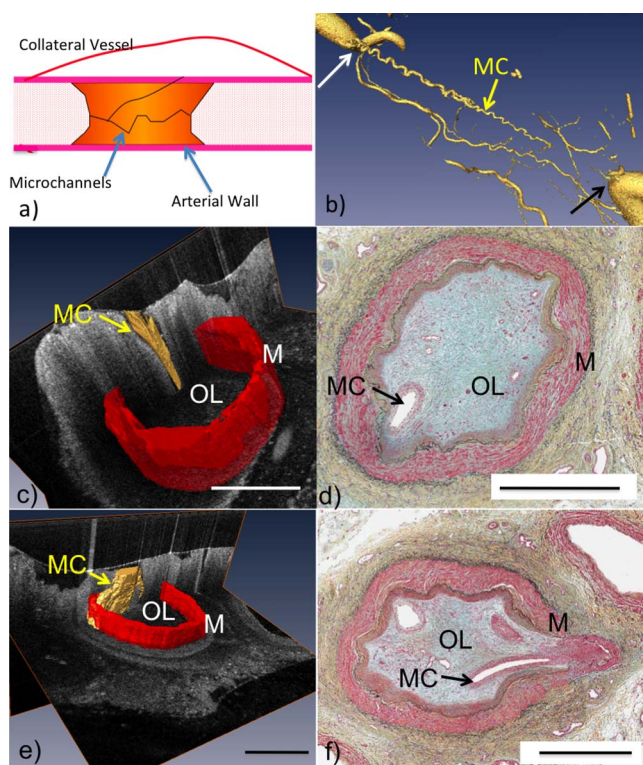 Collateral Vessel
Microchannels
Arterial Wall
a)
MC
b)
MC
M
OL
c)
MC
OL
M
d)
MC
OL
M
e)
OL
M
MC
f)